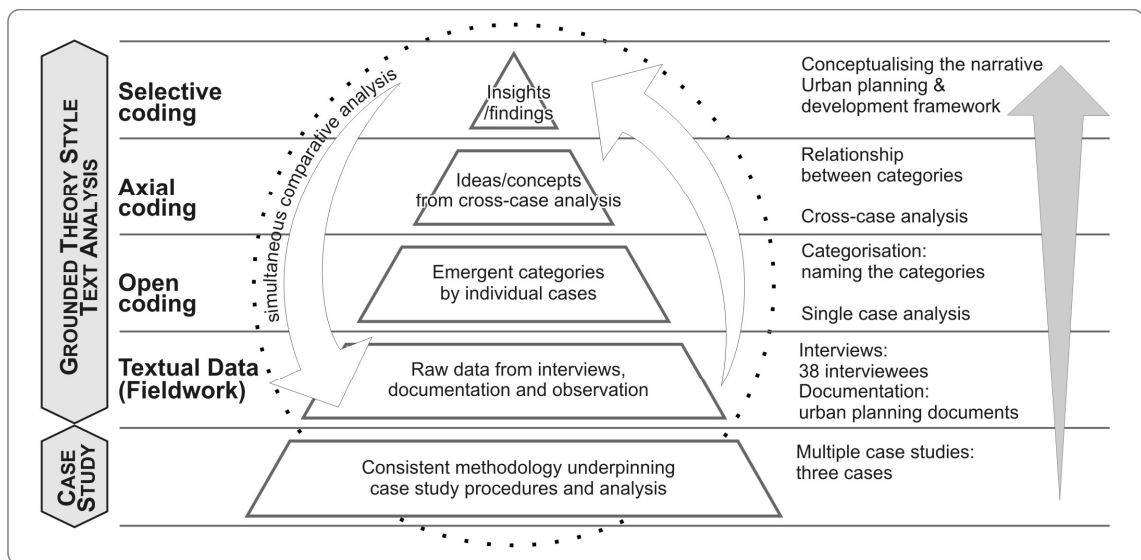 GROUNDED THEORY STYLE
TEXT ANALYSIS
CASE
STUDY
Selective
coding
Insights
/findings
Conceptualising the narrative
Urban planning &
development framework
simultaneous comparative analysis
Axial
coding
Ideas/concepts
from cross-case analysis
Relationship
between categories
Cross-case analysis
Open
coding
Emergent categories
by individual cases
Categorisation:
naming the categories
Single case analysis
Textual Data
(Fieldwork)
Raw data from interviews,
documentation and observation
Interviews:
38 interviewees
Documentation:
urban planning documents
Consistent methodology underpinning
case study procedures and analysis
Multiple case studies:
three cases